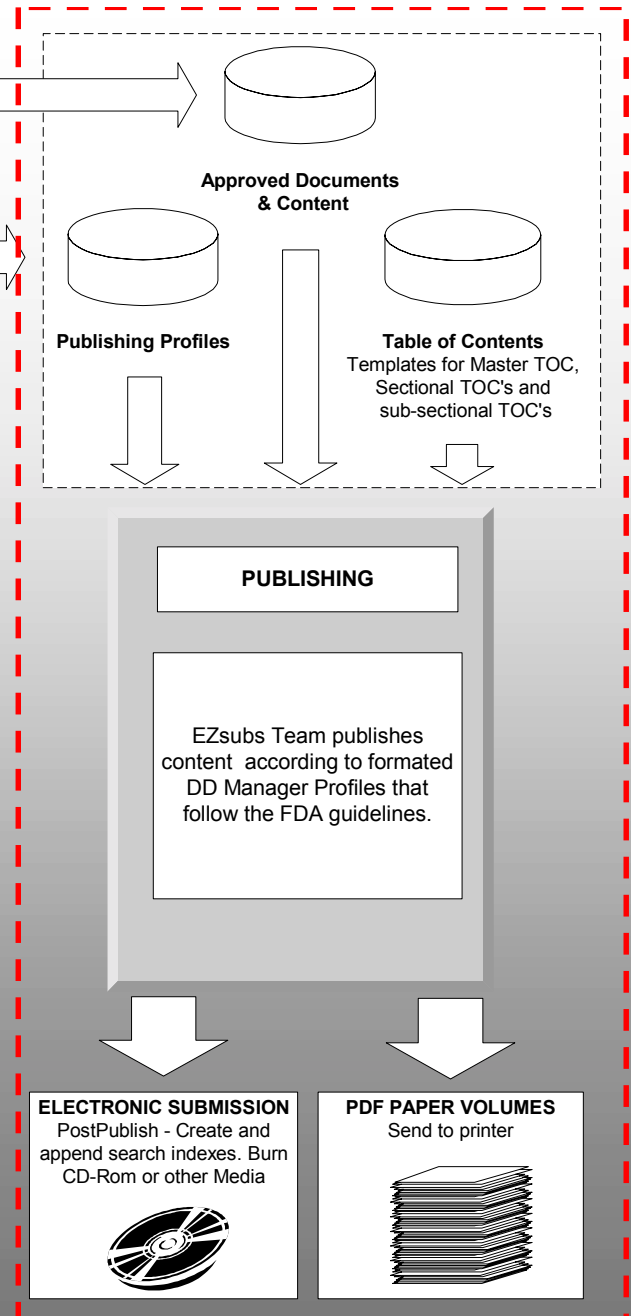 Approved Documents
& Content
Publishing Profiles
Table of Contents
Templates for Master TOC,
Sectional TOC's and
sub-sectional TOC's
PUBLISHING
EZsubs Team publishes
content according to formated
DD Manager Profiles that
follow the FDA guidelines.
ELECTRONIC SUBMISSION
PostPublish - Create and
append search indexes. Burn
CD-Rom or other Media
PDF PAPER VOLUMES
Send to printer